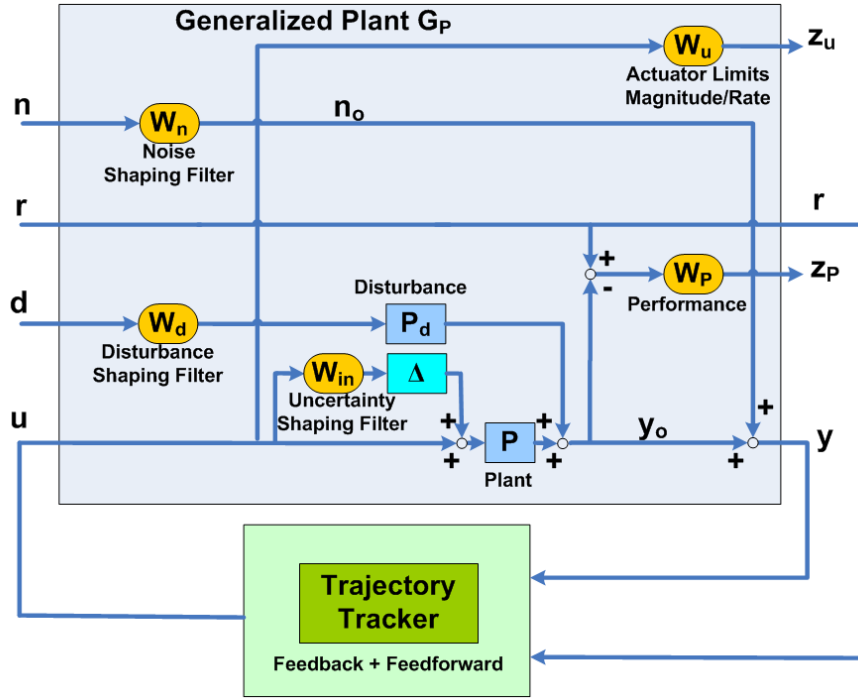 Generalized Plant GP
Wu
zu
Actuator Limits
Magnitude/Rate
n
Wn
no
Noise
Shaping Filter
r
r
+
-
WP
zP
Performance
d
Wd
Disturbance
Shaping Filter
Disturbance
Pd
Win
Δ
Uncertainty
Shaping Filter
u
+
+
P
Plant
+
+
yo
+
+
y
Trajectory
Tracker
Feedback + Feedforward